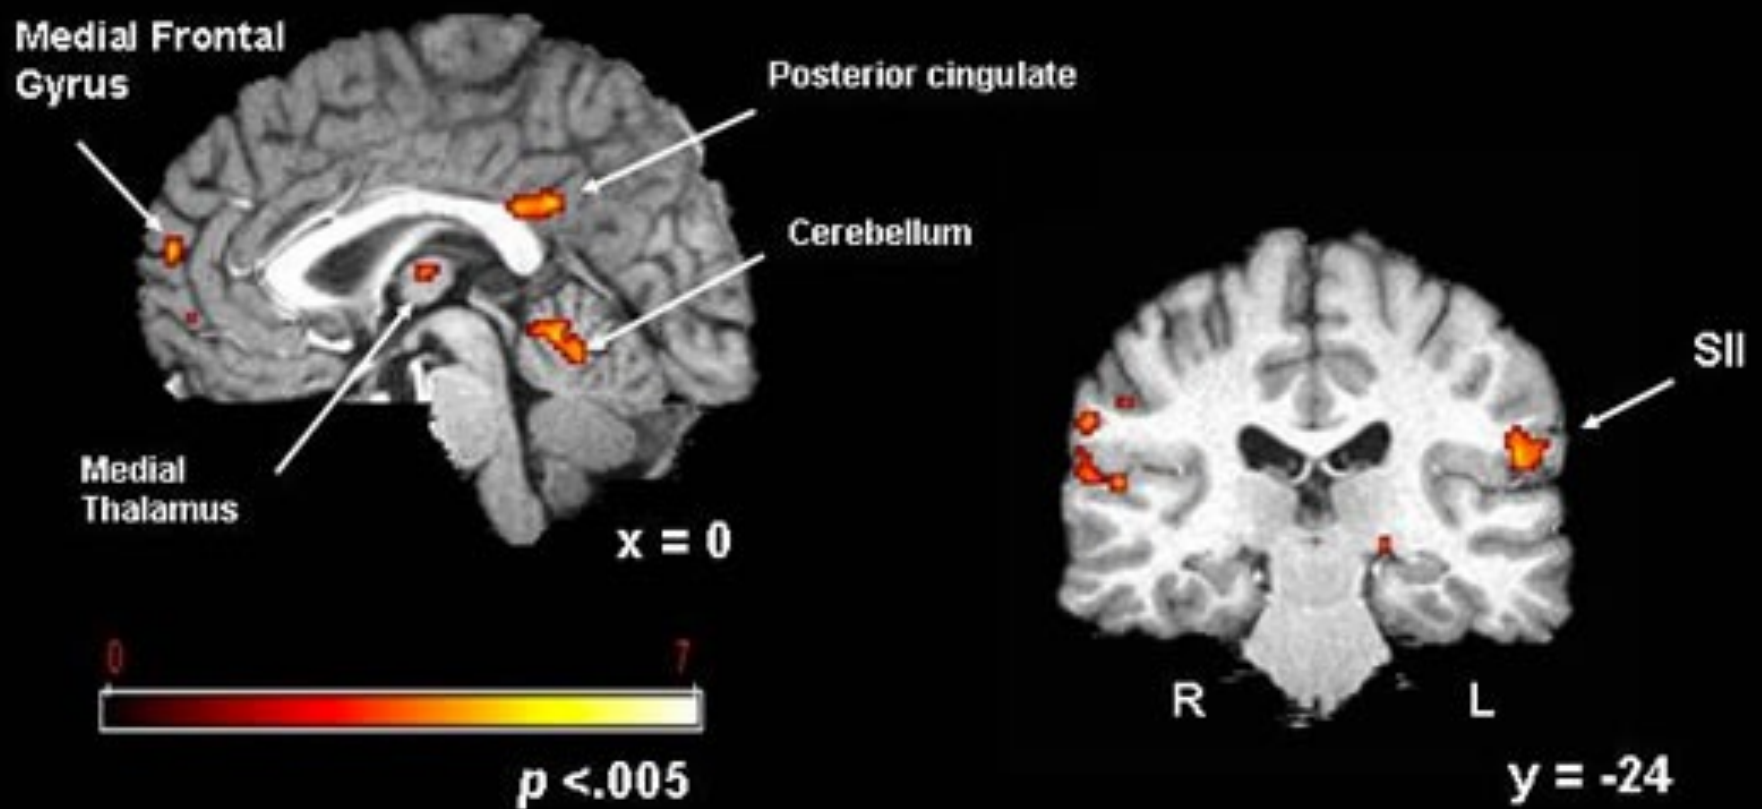 Medial Frontal
Gyrus
Posterior cingulate
Cerebellum
SII
Medial
Thalamus
x = 0
0 7
R L
p <.005
y = -24